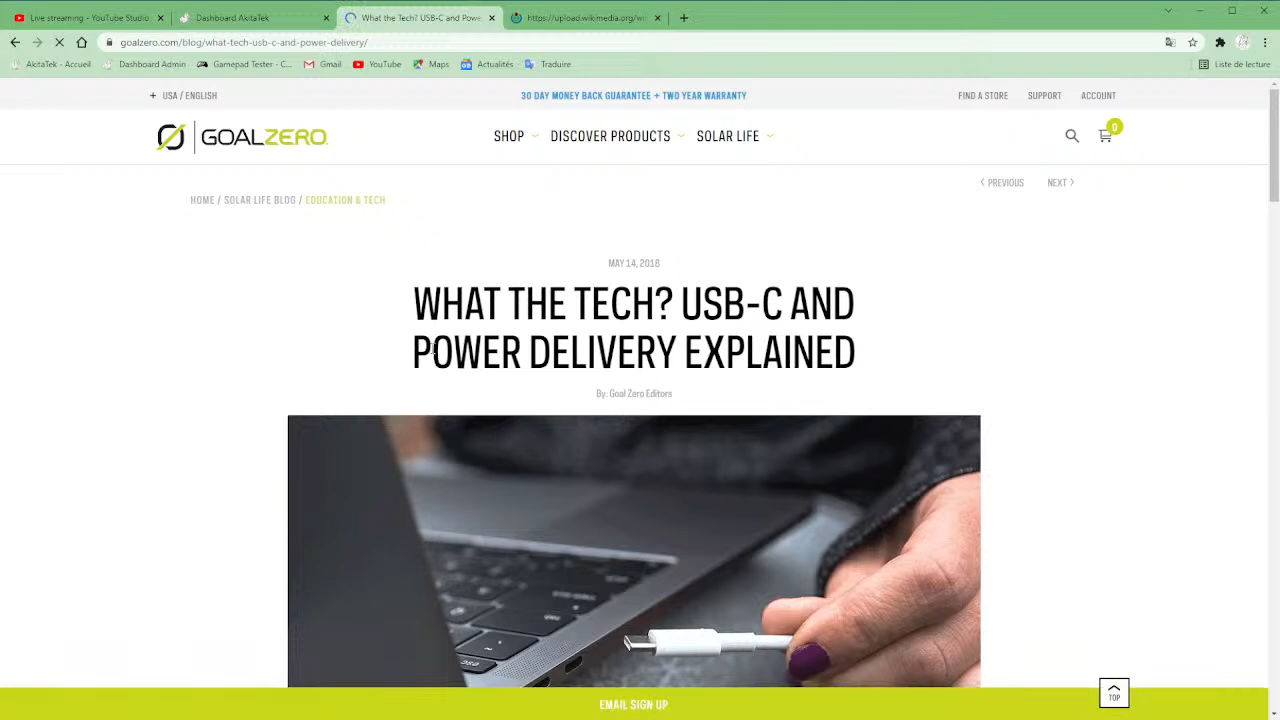 Live streaming - YouTube Studio
Dashboard AkitaTek
What the Tech? USB-C and Powe
https://upload.wikimedia.org/wi
goalzero.com/blog/what-tech-usb-c-and-power-delivery/
AkitaTek - Accueil
Dashboard Admin
Gamepad Tester - C...
Gmail
YouTube
Maps
Actualités
Traduire
Liste de lecture
+ USA / ENGLISH
30 DAY MONEY BACK GUARANTEE + TWO YEAR WARRANTY
FIND A STORE
SUPPORT
ACCOUNT
GOALZERO.
SHOP
DISCOVER PRODUCTS
SOLAR LIFE
0
PREVIOUS
NEXT
HOME / SOLAR LIFE BLOG / EDUCATION & TECH
MAY 14, 2018
WHAT THE TECH? USB-C AND
POWER DELIVERY EXPLAINED
By: Goal Zero Editors
EMAIL SIGN UP
TOP